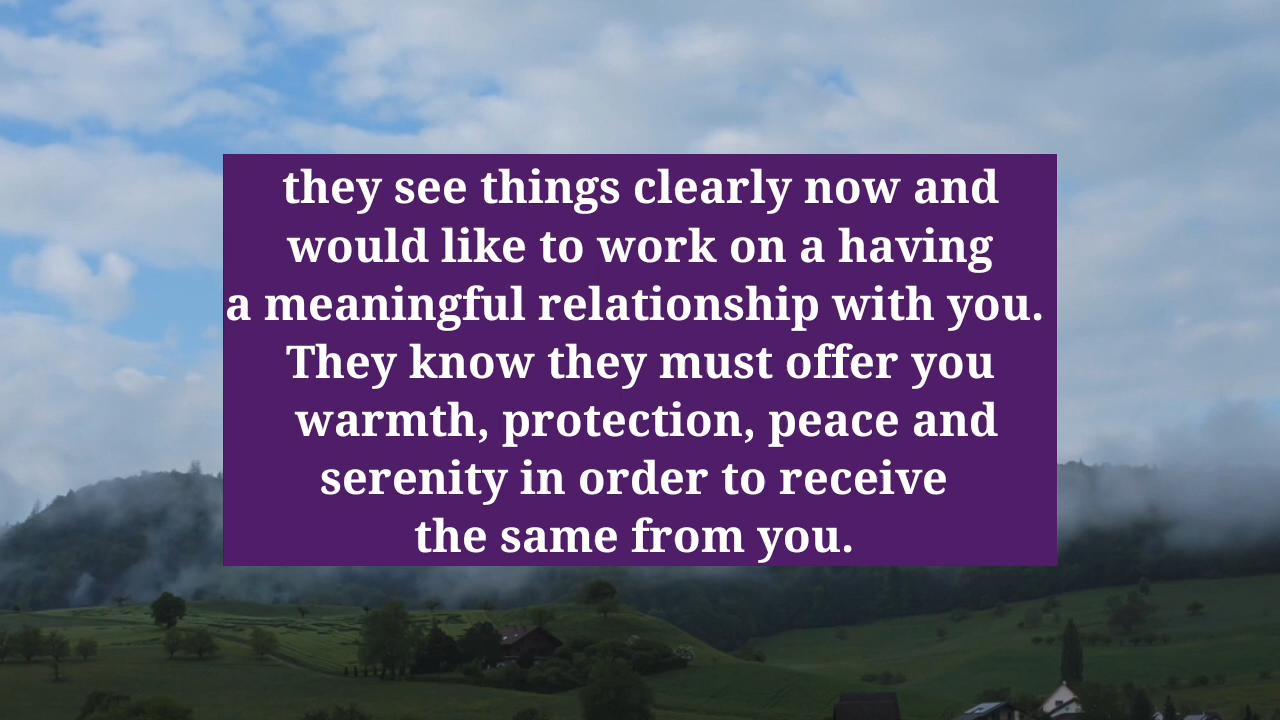 they see things clearly now and
would like to work on a having
a meaningful relationship with you.
They know they must offer you
warmth, protection, peace and
serenity in order to receive
the same from you.